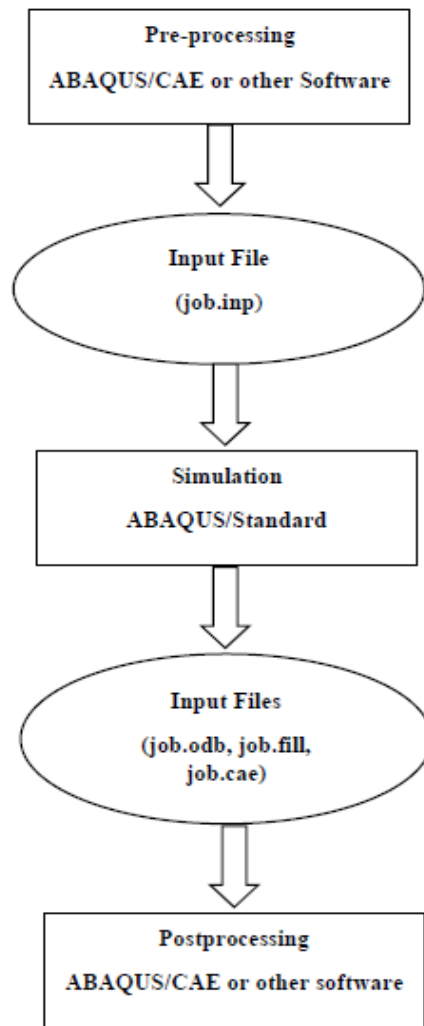 Pre-processing
ABAQUS/CAE or other Software
Input File
(job.inp)
Simulation
ABAQUS/Standard
Input Files
(job.odb, job.fill,
job.cae)
Postprocessing
ABAQUS/CAE or other software